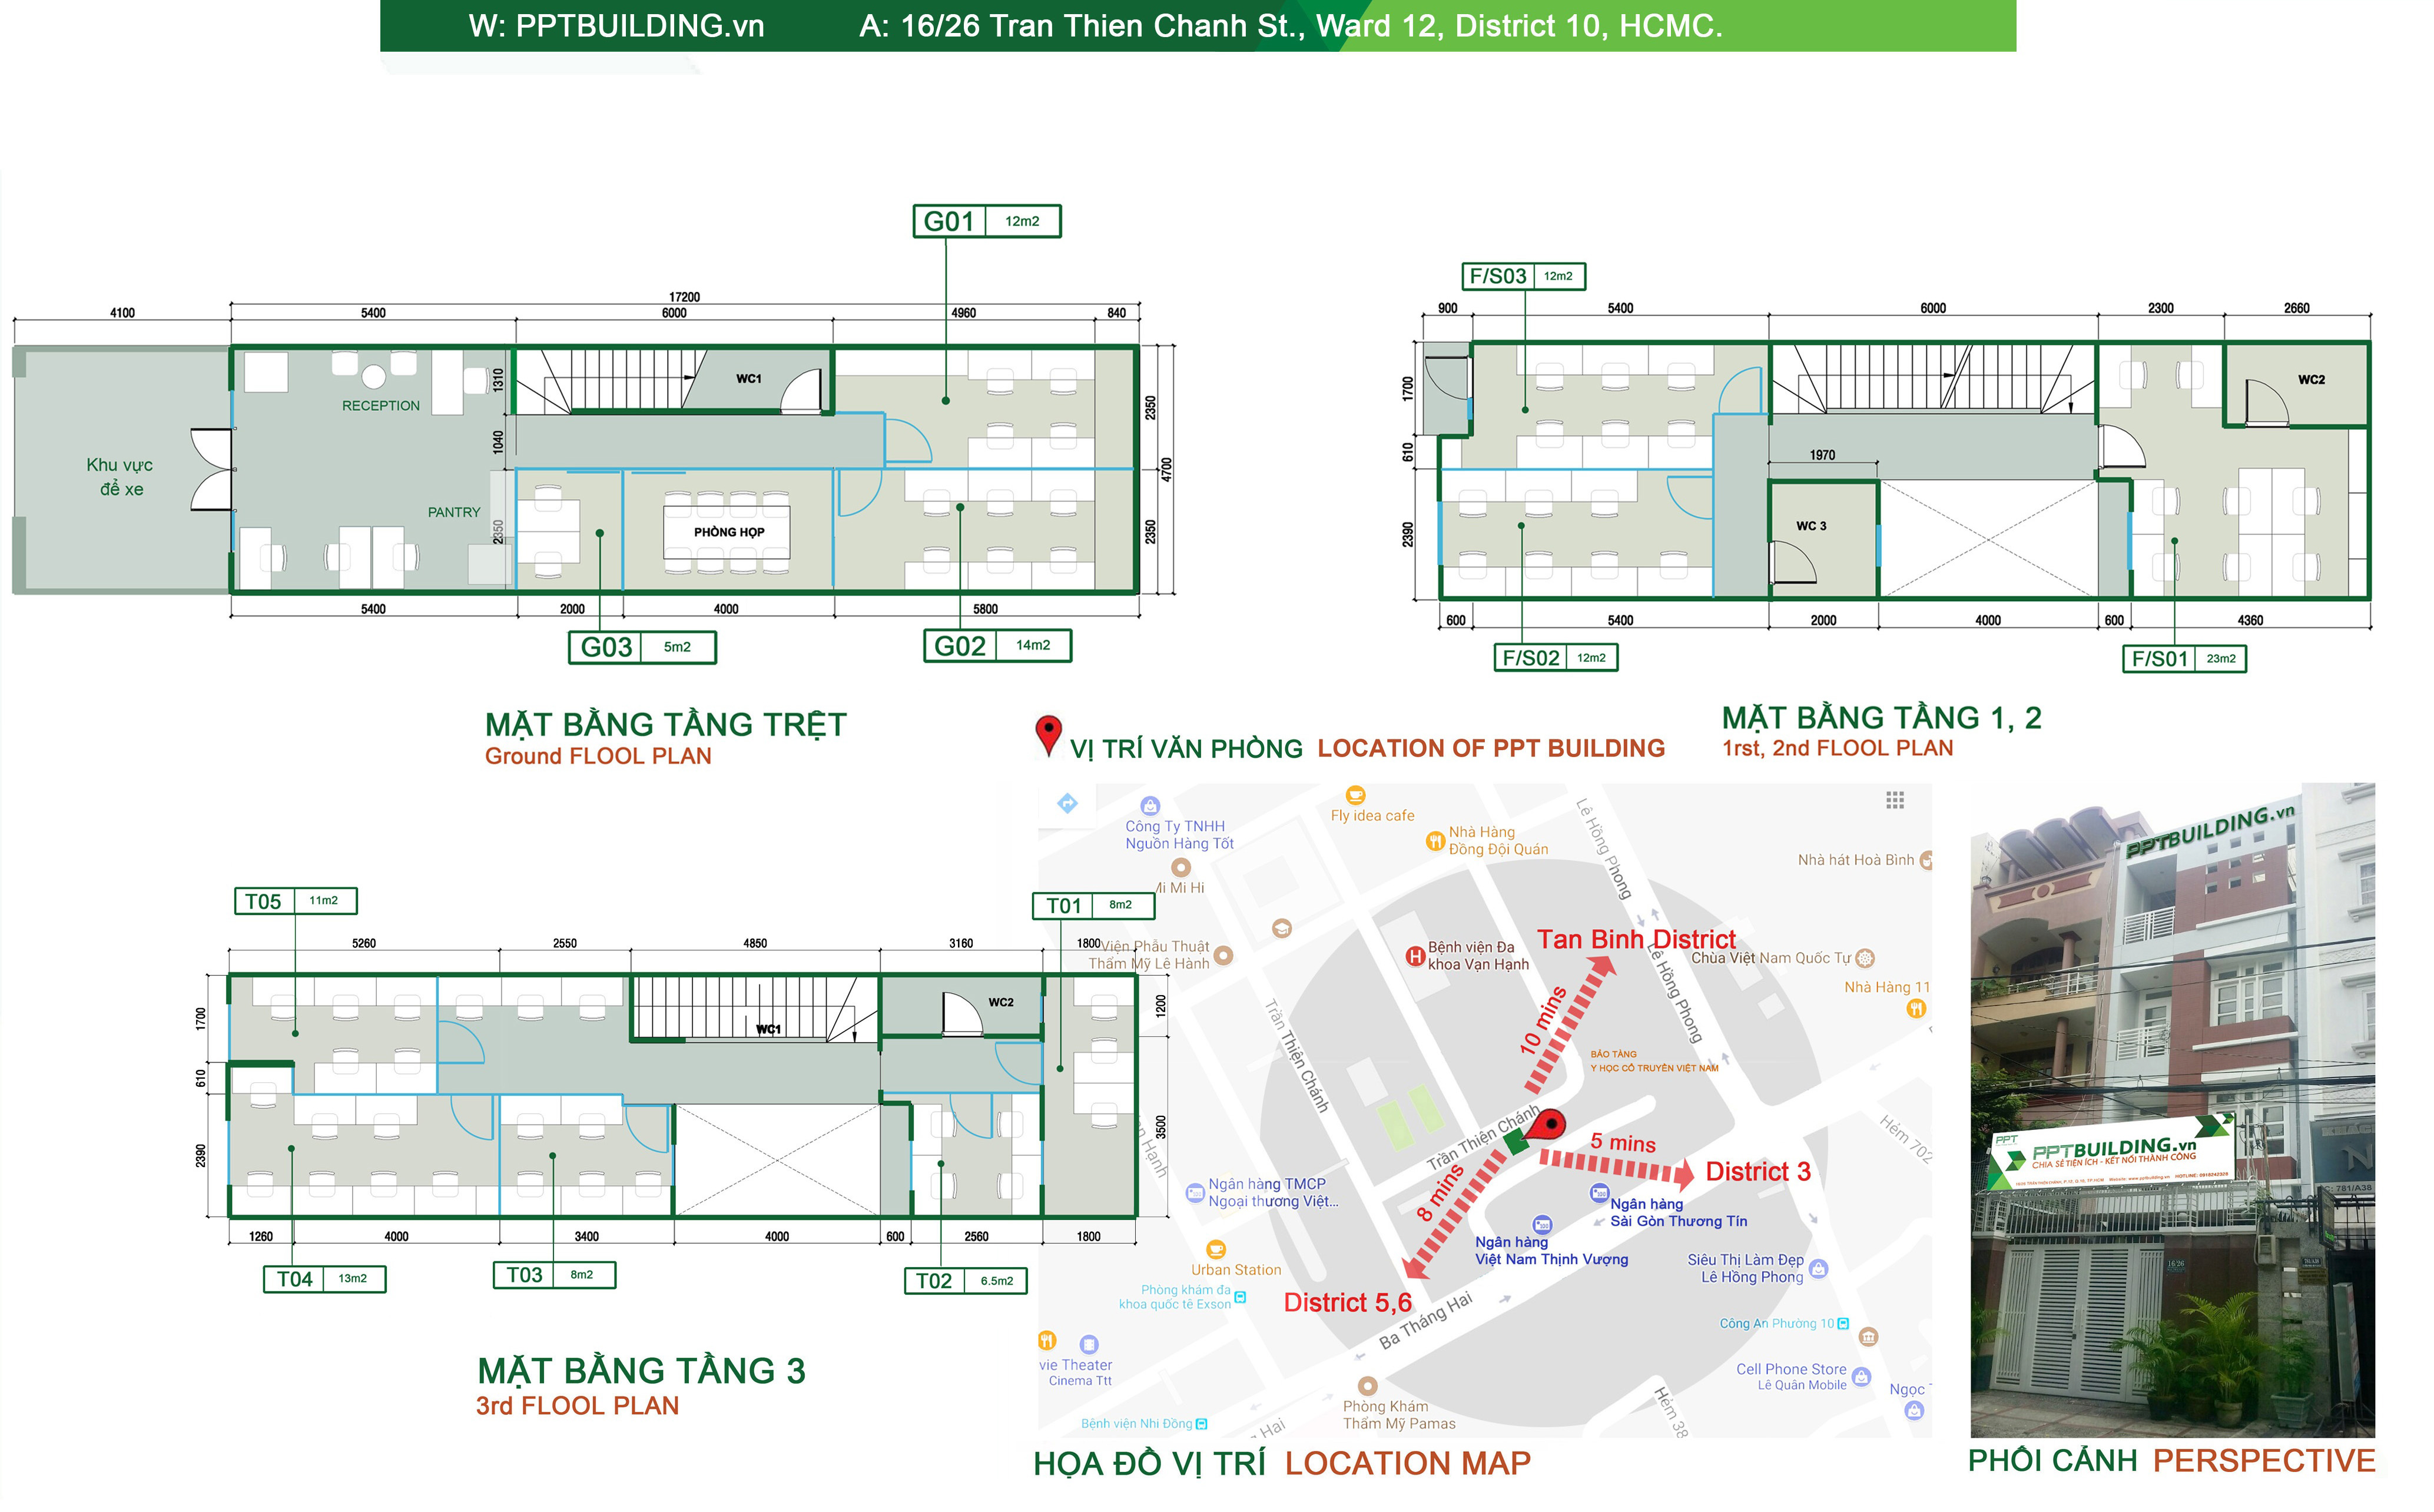 W: PPTBUILDING.vn
A: 16/26 Tran Thien Chanh St., Ward 12, District 10, HCMC.
G01 12m2
17200
4100 5400 6000 4960 840
RECEPTION
1310
WC1
2350
1040
4700
Khu vực
để xe
PANTRY
2350
PHÒNG HỌP
2350
5400 2000 4000 5800
G03 5m2
G02 14m2
MẶT BẰNG TẦNG TRỆT
Ground FLOOL PLAN
F/S03 12m2
900 5400 6000 2300 2660
1700
WC2
610
1970
2390
WC 3
600 5400 2000 4000 600 4360
F/S02 12m2
F/S01 23m2
MẶT BẰNG TẦNG 1, 2
1rst, 2nd FLOOL PLAN
T05 11m2
T01 8m2
5260 2550 4850 3160 1800
1700
WC1
WC2
1200
610
2390
3500
1260 4000 3400 4000 600 2560 1800
T04 13m2
T03 8m2
T02 6.5m2
MẶT BẰNG TẦNG 3
3rd FLOOL PLAN
VỊ TRÍ VĂN PHÒNG LOCATION OF PPT BUILDING
Công Ty TNHH
Nguồn Hàng Tốt
Fly idea cafe
Nhà Hàng
Đồng Đội Quán
Lê Hồng Phong
Nhà hát Hoà Bình
Mi Mi Hi
Viện Phẫu Thuật
Thẩm Mỹ Lê Hành
H
Bệnh viện Đa
khoa Vạn Hạnh
Tan Binh District
Lê Hồng Phong
Chùa Việt Nam Quốc Tự
Nhà Hàng 11
Trần Thiện Chánh
10 mins
BẢO TÀNG
Y HỌC CỔ TRUYỀN VIỆT NAM
Trần Thiện Chánh
5 mins
District 3
8 mins
Hẻm 702
Hạnh
Ngân hàng TMCP
Ngoại thương Việt...
Ngân hàng
Sài Gòn Thương Tín
Ngân hàng
Việt Nam Thịnh Vượng
Urban Station
Siêu Thị Làm Đẹp
Lê Hồng Phong
Phòng khám đa
khoa quốc tế Exson
District 5,6
Ba Tháng Hai
Công An Phường 10
vie Theater
Cinema Ttt
Cell Phone Store
Lê Quân Mobile
Ngọc
Phòng Khám
Thẩm Mỹ Pamas
Bệnh viện Nhi Đồng
Hai
Hẻm 38
HỌA ĐỒ VỊ TRÍ LOCATION MAP
PPTBUILDING.vn
PPT
PPTBUILDING.vn
CHIA SẺ TIỆN ÍCH - KẾT NỐI THÀNH CÔNG
N
C: 781/A38
16/26
PHỐI CẢNH PERSPECTIVE